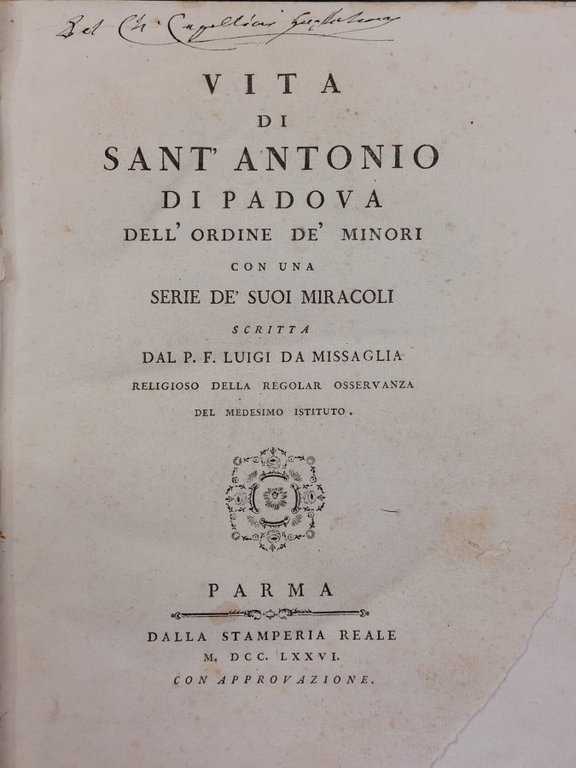 Del
VITA
DI
SANT' ANTONIO
DI PADOVA
DELL' ORDINE DE' MINORI
CON UNA
SERIE DE' SUOI MIRACOLI
SCRITTA
DAL P. F. LUIGI DA MISSAGLIA
RELIGIOSO DELLA REGOLAR OSSERVANZA
DEL MEDESIMO ISTITUTO.
PARMA
DALLA STAMPERIA REALE
M. DCC. LXXVI.
CON APPROVAZIONE.